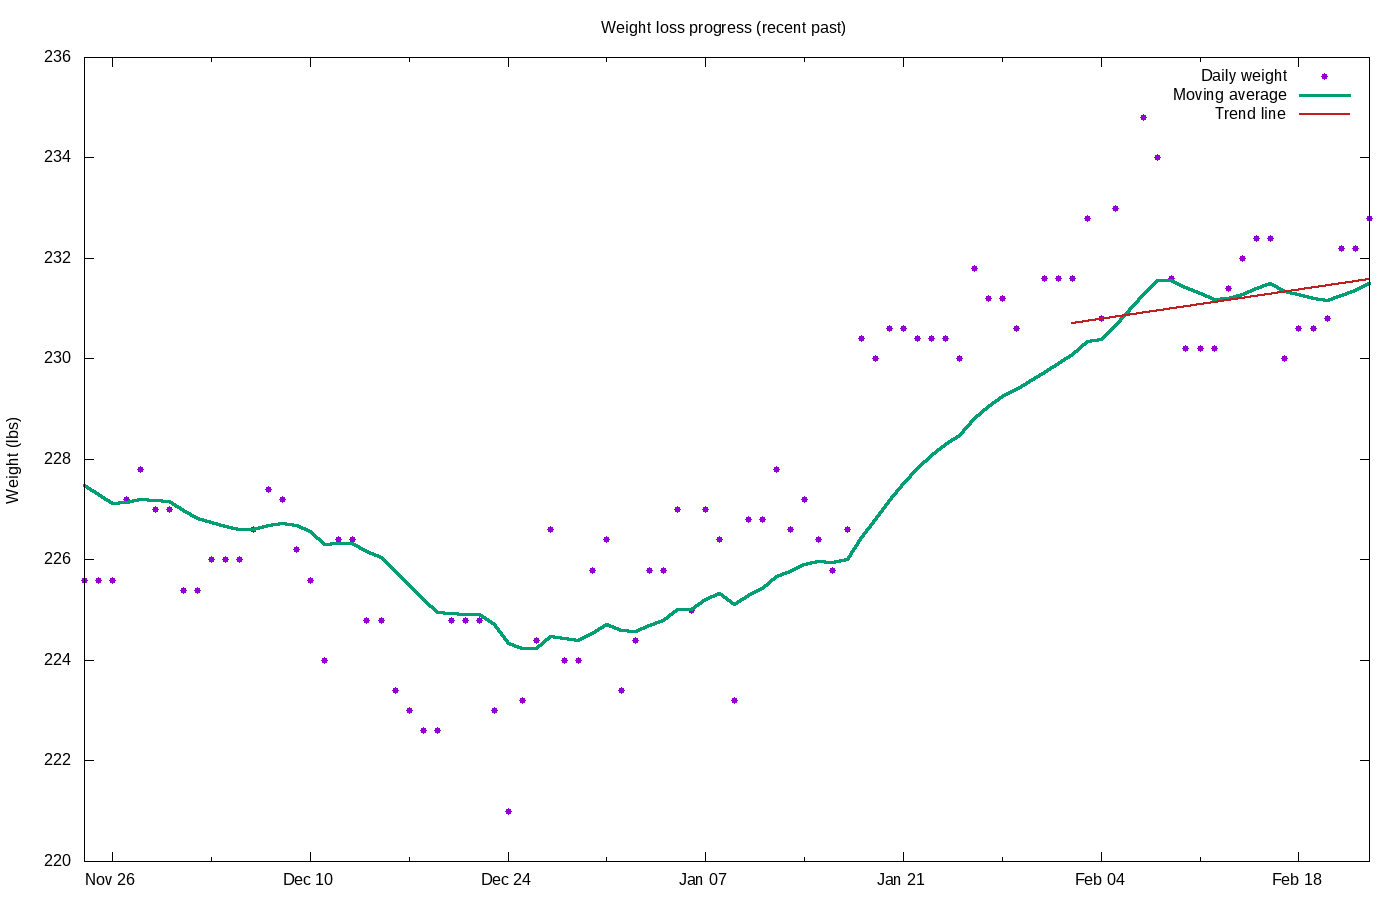 Weight loss progress (recent past)
236
234
232
230
228
226
224
222
220
Weight (lbs)
Daily weight
Moving average
Trend line
Nov 26
Dec 10
Dec 24
Jan 07
Jan 21
Feb 04
Feb 18